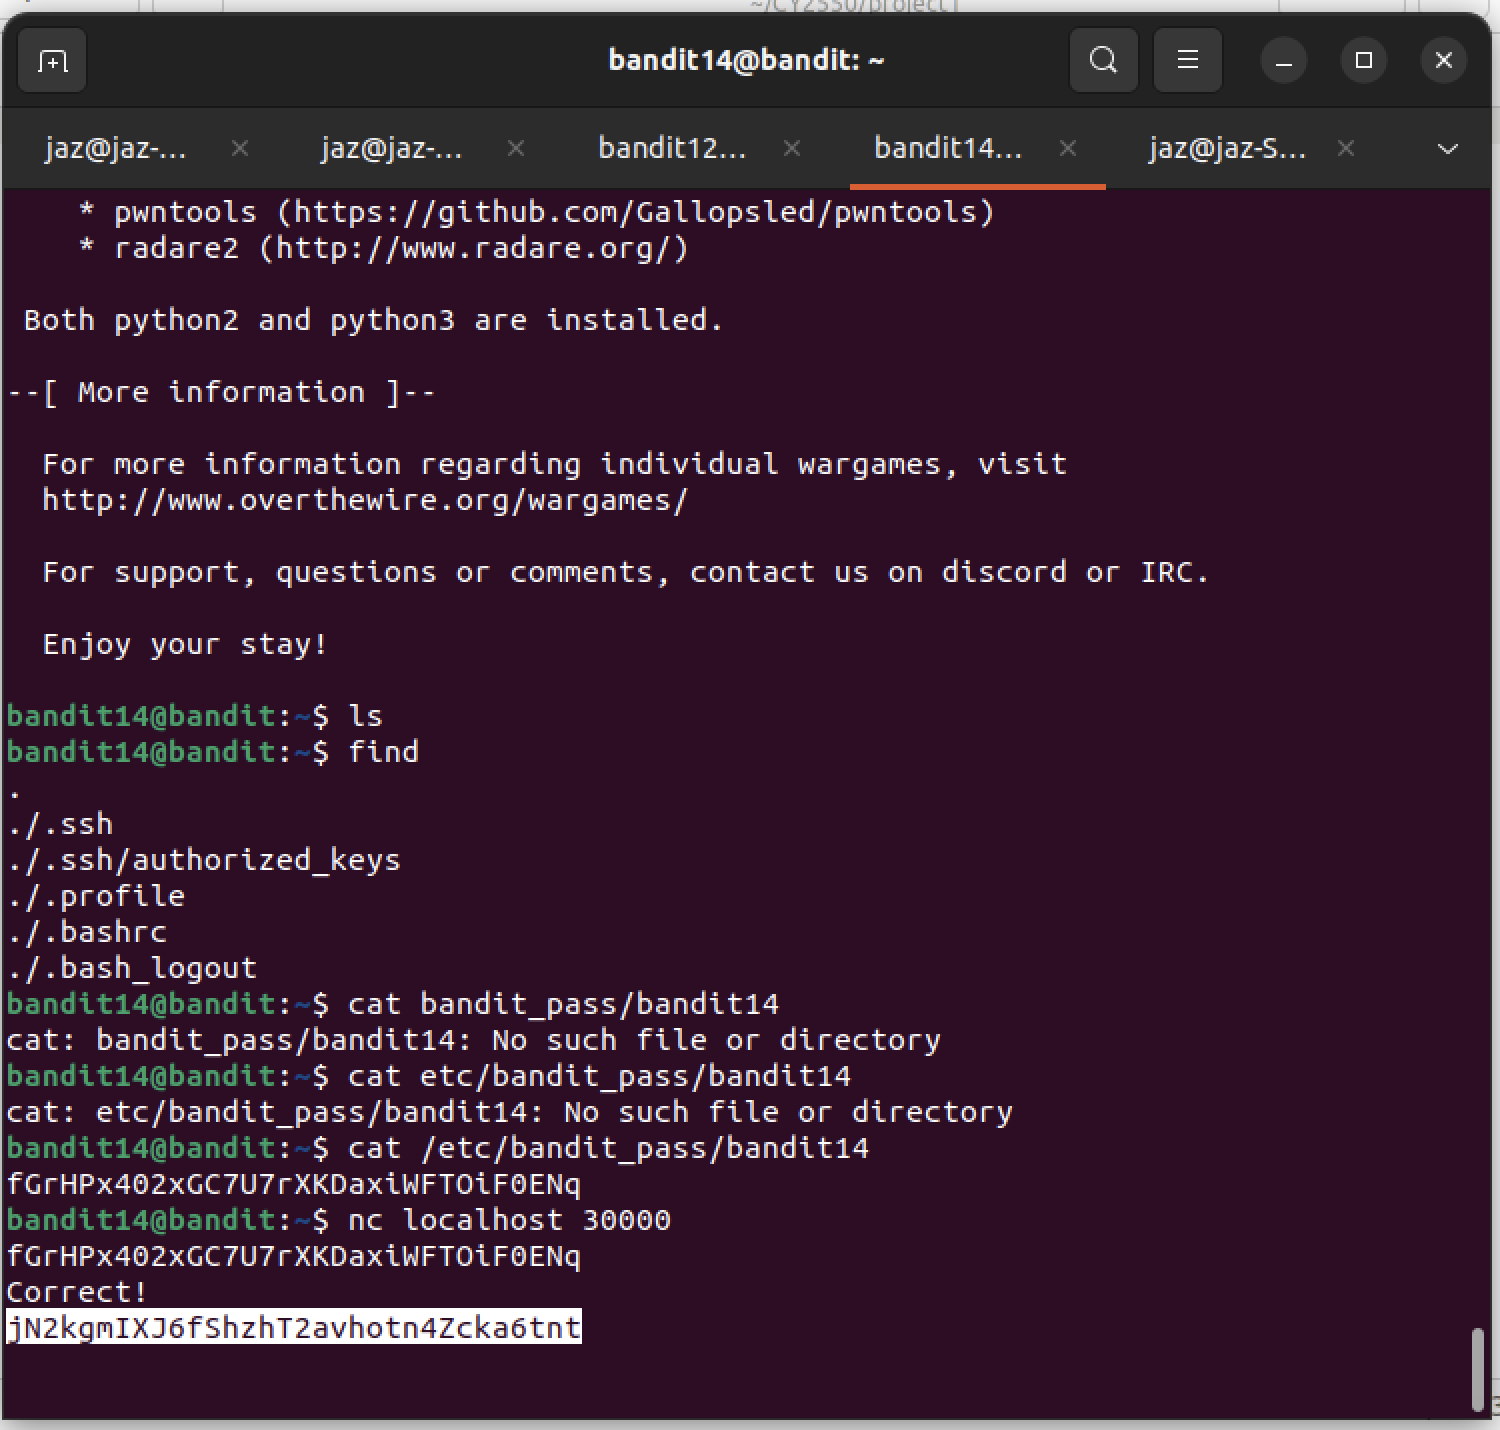 ~/CY2550/project]
bandit14@bandit: ~
jaz@jaz-... × jaz@jaz-... × bandit12... × bandit14... × jaz@jaz-S... ×
* pwntools (https://github.com/Gallopsled/pwntools)
* radare2 (http://www.radare.org/)
Both python2 and python3 are installed.
--[ More information ]--
For more information regarding individual wargames, visit
http://www.overthewire.org/wargames/
For support, questions or comments, contact us on discord or IRC.
Enjoy your stay!
bandit14@bandit:~$ ls
bandit14@bandit:~$ find
.
./.ssh
./.ssh/authorized_keys
./.profile
./.bashrc
./.bash_logout
bandit14@bandit:~$ cat bandit_pass/bandit14
cat: bandit_pass/bandit14: No such file or directory
bandit14@bandit:~$ cat etc/bandit_pass/bandit14
cat: etc/bandit_pass/bandit14: No such file or directory
bandit14@bandit:~$ cat /etc/bandit_pass/bandit14
fGrHPx402xGC7U7rXKDaxiWFTOiF0ENq
bandit14@bandit:~$ nc localhost 30000
fGrHPx402xGC7U7rXKDaxiWFTOiF0ENq
Correct!
jN2kgmIXJ6fShzhT2avhotn4Zcka6tnt